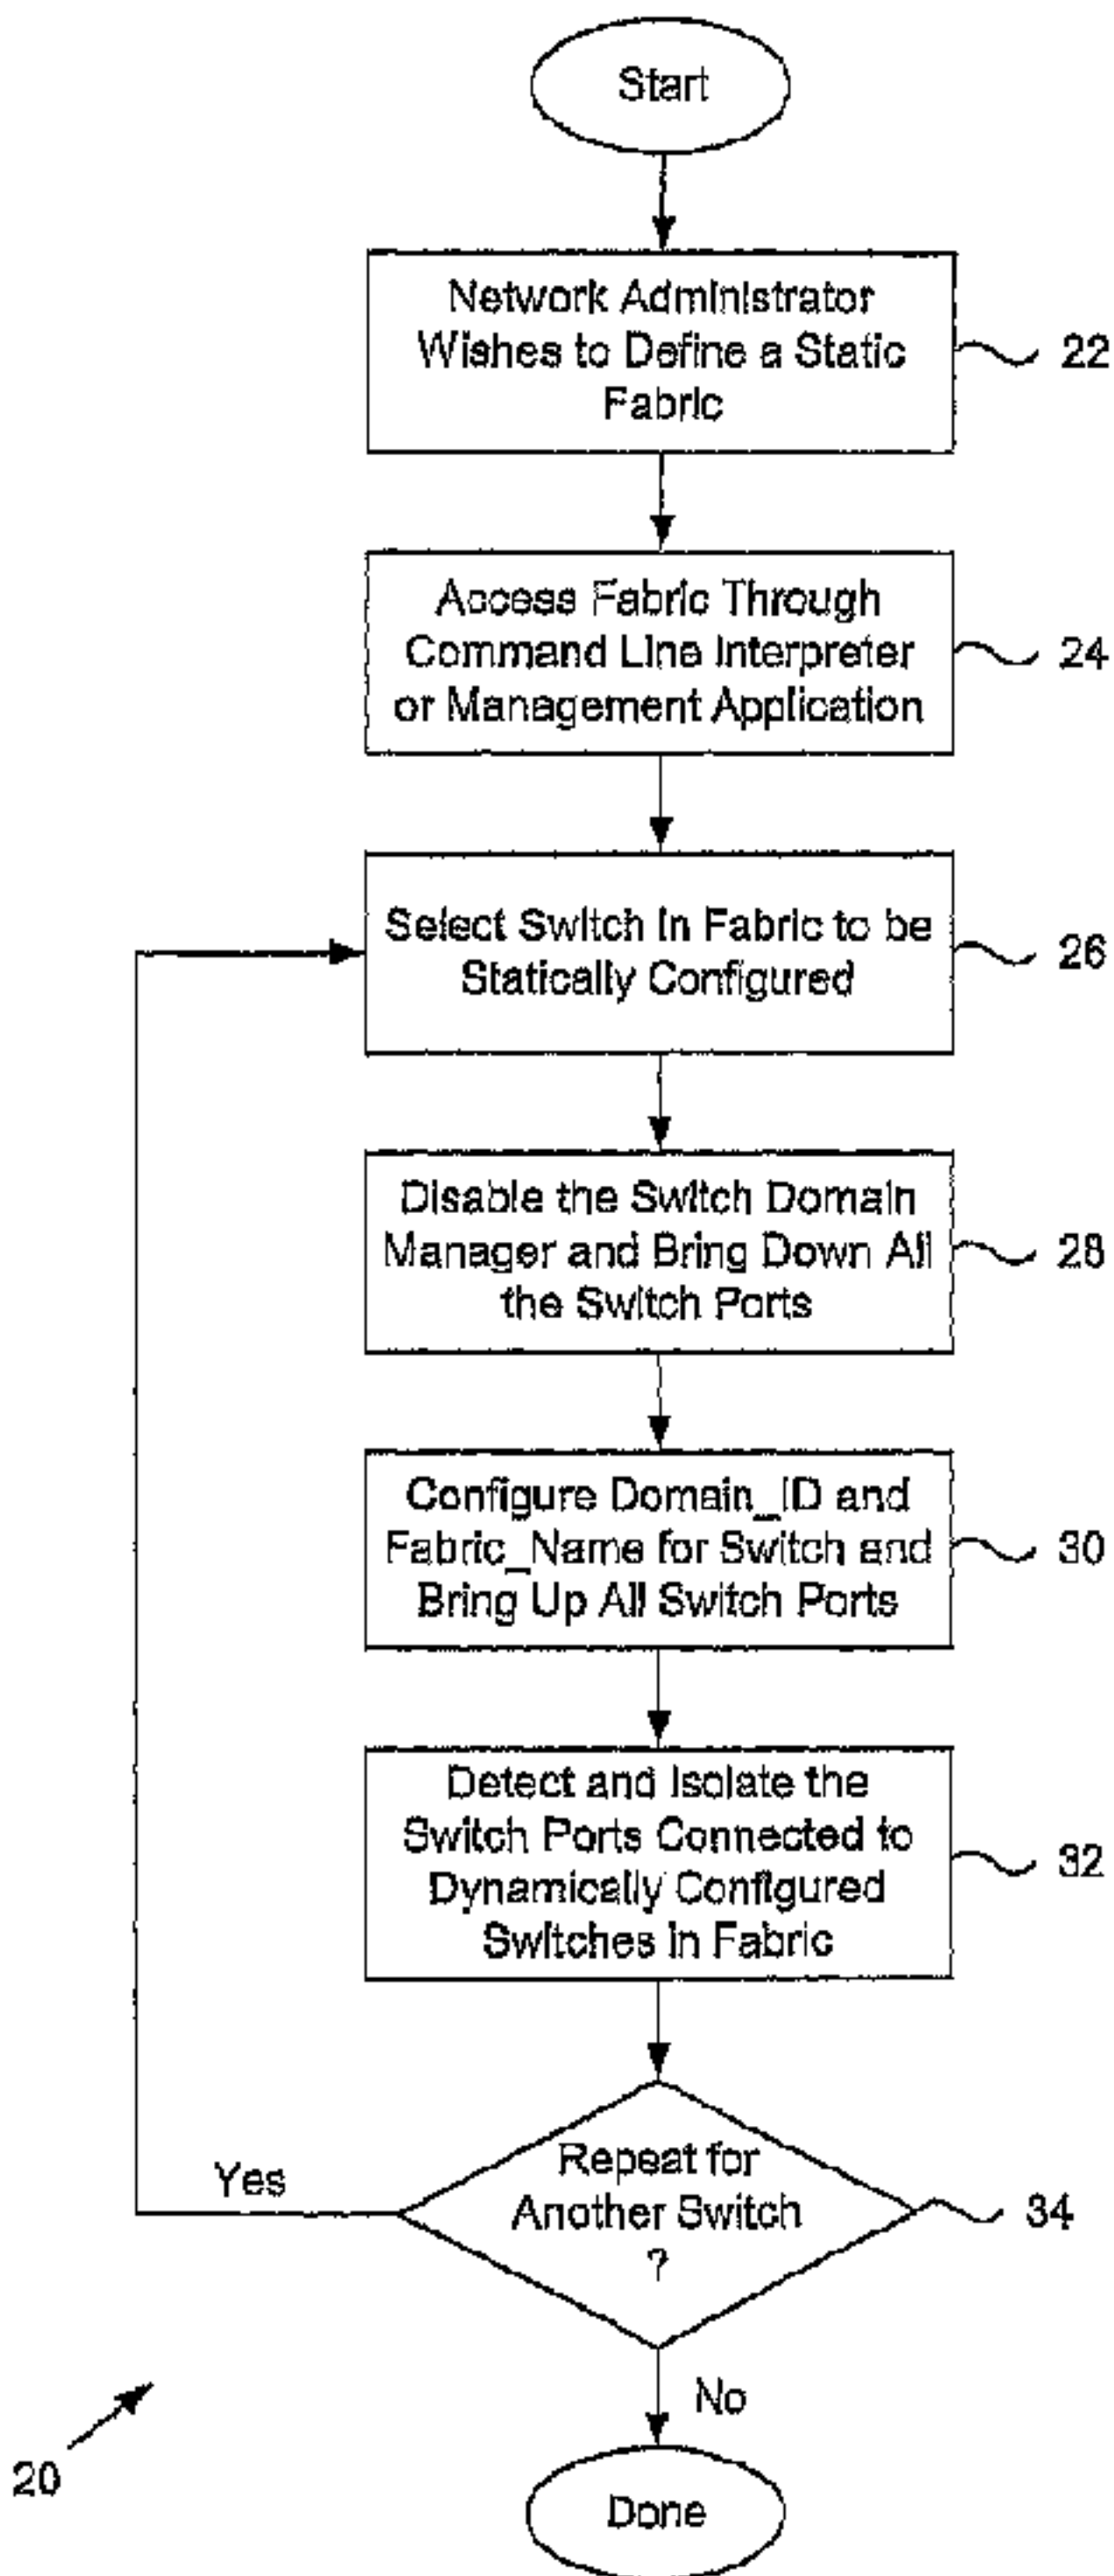 Start
Network Administrator
Wishes to Define a Static
Fabric
22
Access Fabric Through
Command Line Interpreter
or Management Application
24
Select Switch in Fabric to be
Statically Configured
26
Disable the Switch Domain
Manager and Bring Down All
the Switch Ports
28
Configure Domain_ID and
Fabric_Name for Switch and
Bring Up All Switch Ports
30
Detect and Isolate the
Switch Ports Connected to
Dynamically Configured
Switches in Fabric
32
Repeat for
Another Switch
?
34
Yes
No
20
Done